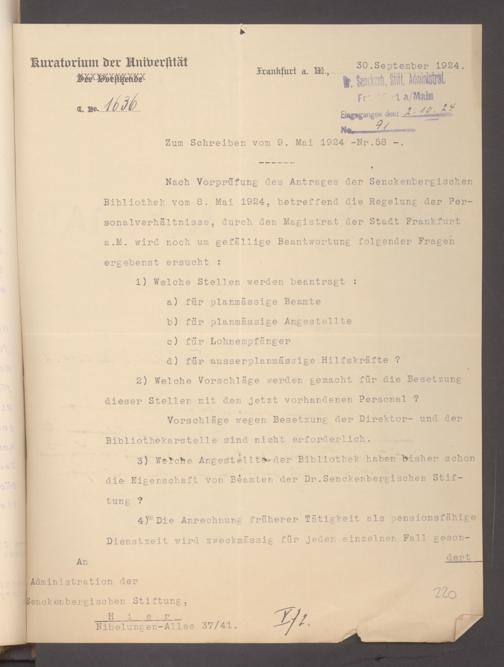 Kuratorium der Universität
Der Vorsitzende
C. No. 1636
Frankfurt a. M., 30.September 1924.
Dr. Senckenb. Stift. Administrat.
Frankfurt a/Main
Eingegangen den: 2.10.24
No. 91
Zum Schreiben vom 9. Mai 1924 -Nr.58 -.
------
Nach Vorprüfung des Antrages der Senckenbergischen
Bibliothek vom 8. Mai 1924, betreffend die Regelung der Per-
sonalverhältnisse, durch den Magistrat der Stadt Frankfurt
a.M. wird noch um gefällige Beantwortung folgender Fragen
ergebenst ersucht :
1) Welche Stellen werden beantragt :
a) für planmässige Beamte
b) für planmässige Angestellte
c) für Lohnempfänger
d) für ausserplanmässige Hilfskräfte ?
2) Welche Vorschläge werden gemacht für die Besetzung
dieser Stellen mit dem jetzt vorhandenen Personal ?
Vorschläge wegen Besetzung der Direktor- und der
Bibliothekarstelle sind nicht erforderlich.
3) Welche Angestellte der Bibliothek haben bisher schon
die Eigenschaft von Beamten der Dr.Senckenbergischen Stif-
tung ?
4) Die Anrechnung früherer Tätigkeit als pensionsfähige
Dienstzeit wird zweckmässig für jeden einzelnen Fall geson-
dert
An
Administration der
Senckenbergischen Stiftung,
Hier
Nibelungen-Allee 37/41.
220